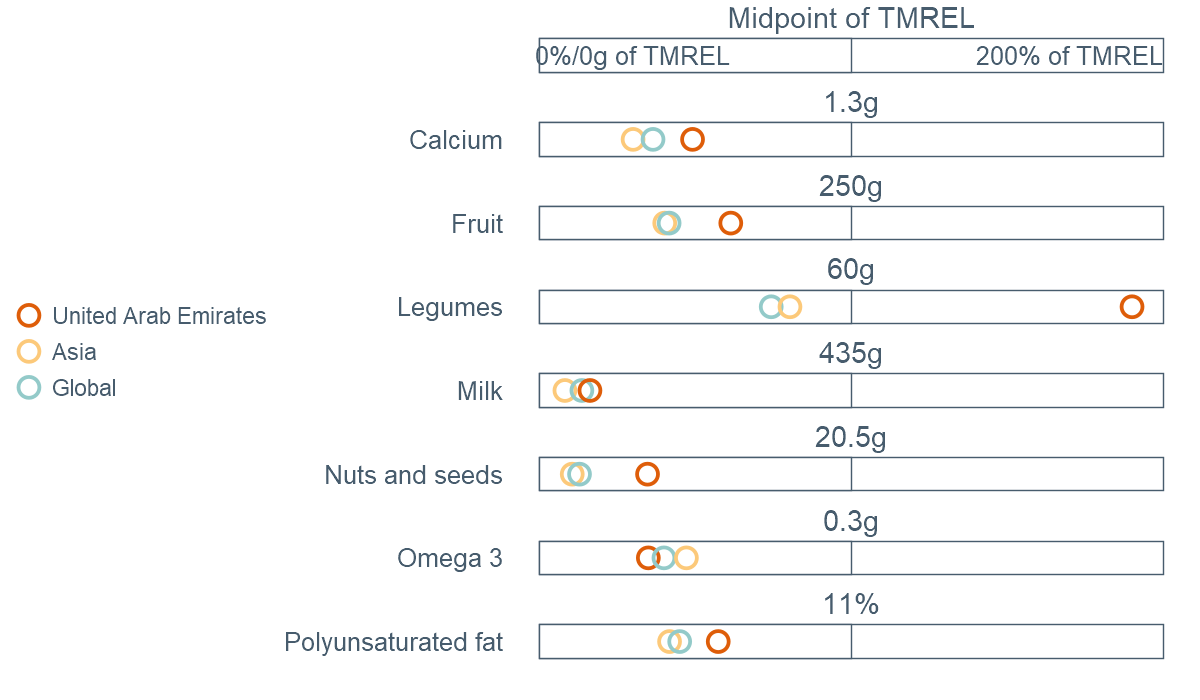 Midpoint of TMREL
0%/0g of TMREL
200% of TMREL
1.3g
Calcium
250g
Fruit
60g
Legumes
435g
Milk
20.5g
Nuts and seeds
0.3g
Omega 3
11%
Polyunsaturated fat
United Arab Emirates
Asia
Global